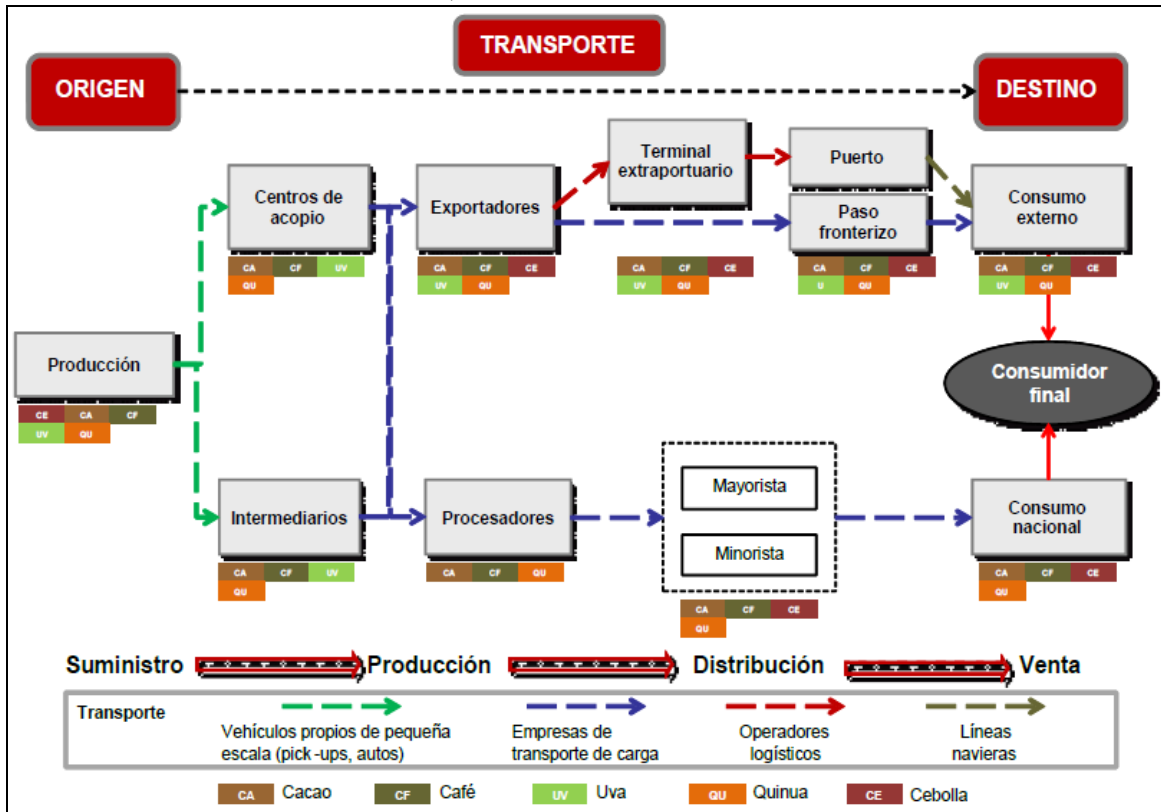 TRANSPORTE
ORIGEN
DESTINO
Centros de
acopio
CA CF UV
QU
Exportadores
CA CF CE
UV QU
Terminal
extraportuario
CA CF CE
UV QU
Puerto
Paso
fronterizo
CA CF CE
U QU
Consumo
externo
CA CF CE
UV QU
Producción
CE CA CF
UV QU
Consumidor
final
Intermediarios
CA CF UV
QU
Procesadores
CA CF QU
Mayorista
Minorista
CA CF CE
QU
Consumo
nacional
CA CF CE
QU
Suministro Producción Distribución Venta
Transporte
Vehículos propios de pequeña
escala (pick -ups, autos)
Empresas de
transporte de carga
Operadores
logísticos
Líneas
navieras
CA Cacao CF Café UV Uva QU Quinua CE Cebolla